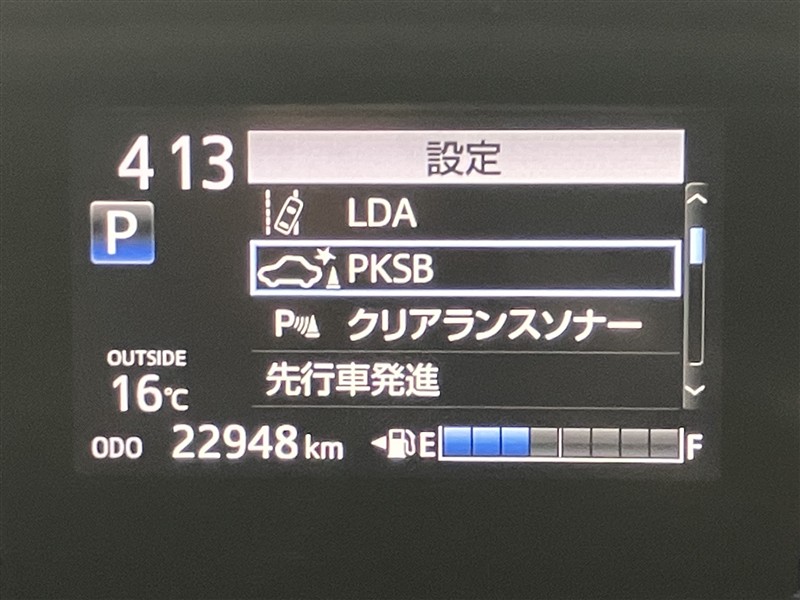 4 13
設定
P
LDA
PKSB
P クリアランスソナー
先行車発進
OUTSIDE
16℃
ODO 22948 km E F